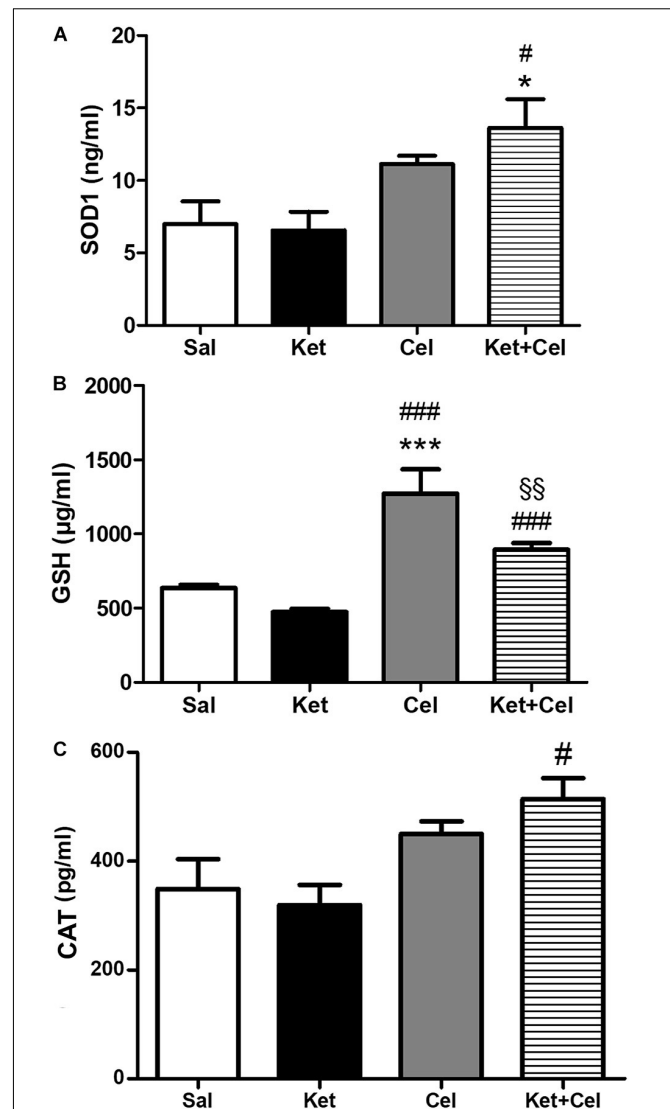 A
20
#
*
15
10
5
0
SOD1 (ng/ml)
Sal Ket Cel Ket+Cel
B
2000
###
***
1500
§§
###
1000
500
0
GSH (µg/ml)
Sal Ket Cel Ket+Cel
C
600
#
400
200
0
CAT (pg/ml)
Sal Ket Cel Ket+Cel